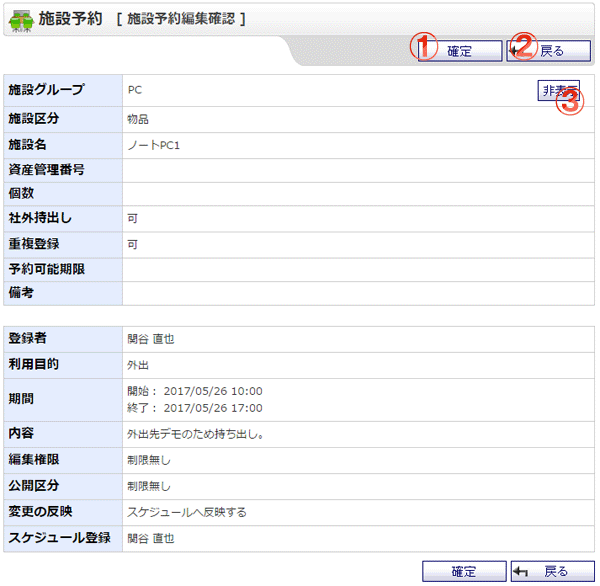 施設予約 [ 施設予約編集確認 ]
① 確定 ② 戻る
施設グループ PC 非表示 ③
施設区分 物品
施設名 ノートPC1
資産管理番号
個数
社外持出し 可
重複登録 可
予約可能期限
備考
登録者 関谷 直也
利用目的 外出
期間 開始： 2017/05/26 10:00
終了： 2017/05/26 17:00
内容 外出先デモのため持ち出し。
編集権限 制限無し
公開区分 制限無し
変更の反映 スケジュールへ反映する
スケジュール登録 関谷 直也
確定 戻る